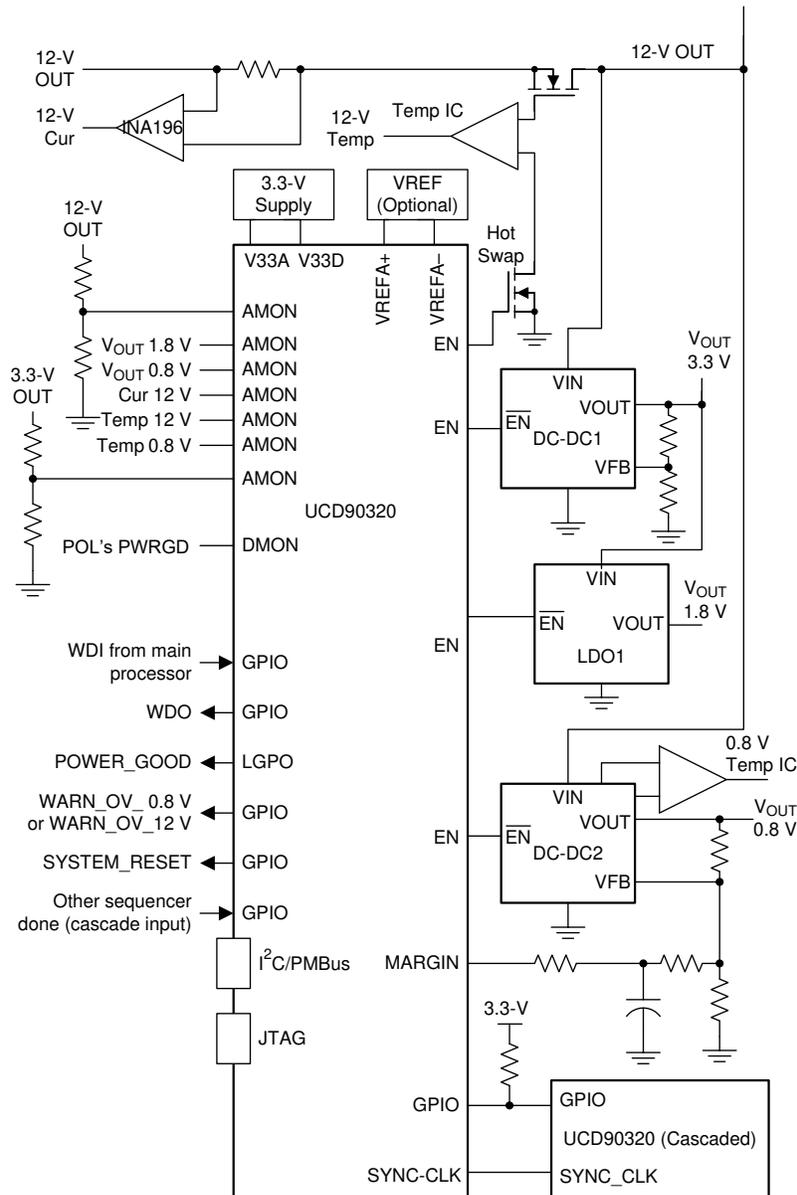 12-V
OUT
12-V OUT
12-V
Cur
INA196
12-V
Temp
Temp IC
3.3-V
Supply
VREF
(Optional)
12-V
OUT
Hot
Swap
V33A
V33D
VREFA+
VREFA–
AMON
VOUT 1.8 V
AMON
EN
VOUT 0.8 V
AMON
Cur 12 V
AMON
Temp 12 V
AMON
Temp 0.8 V
AMON
3.3-V
OUT
AMON
VOUT
3.3 V
VIN
VOUT
EN
EN
DC-DC1
VFB
UCD90320
POL's PWRGD
DMON
VIN
VOUT
1.8 V
EN
VOUT
EN
LDO1
WDI from main
processor
GPIO
WDO
GPIO
POWER_GOOD
LGPO
WARN_OV_ 0.8 V
or WARN_OV_12 V
GPIO
SYSTEM_RESET
GPIO
Other sequencer
done (cascade input)
GPIO
0.8 V
Temp IC
VIN
VOUT
0.8 V
VOUT
EN
EN
DC-DC2
VFB
I2C/PMBus
MARGIN
JTAG
3.3-V
GPIO
GPIO
UCD90320 (Cascaded)
SYNC-CLK
SYNC_CLK